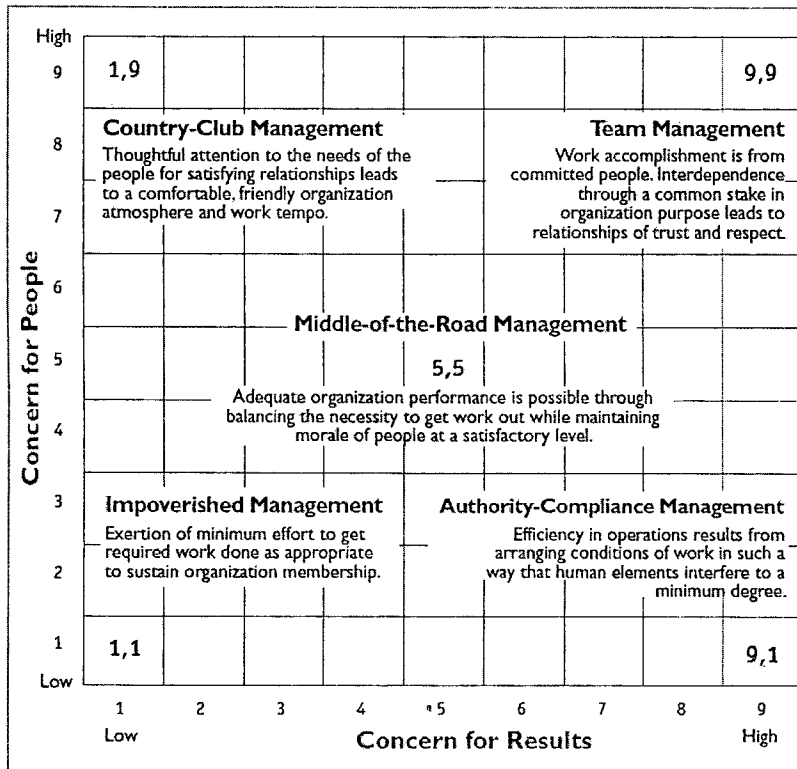 High
9
1,9
9,9
8
Country-Club Management
Thoughtful attention to the needs of the
people for satisfying relationships leads
to a comfortable, friendly organization
atmosphere and work tempo.
Team Management
Work accomplishment is from
committed people. Interdependence
through a common stake in
organization purpose leads to
relationships of trust and respect.
7
6
Concern for People
Middle-of-the-Road Management
5
5,5
Adequate organization performance is possible through
balancing the necessity to get work out while maintaining
morale of people at a satisfactory level.
4
3
Impoverished Management
Exertion of minimum effort to get
required work done as appropriate
to sustain organization membership.
Authority-Compliance Management
Efficiency in operations results from
arranging conditions of work in such a
way that human elements interfere to a
minimum degree.
2
1
Low
1,1
9,1
1 2 3 4 5 6 7 8 9
Low
Concern for Results
High